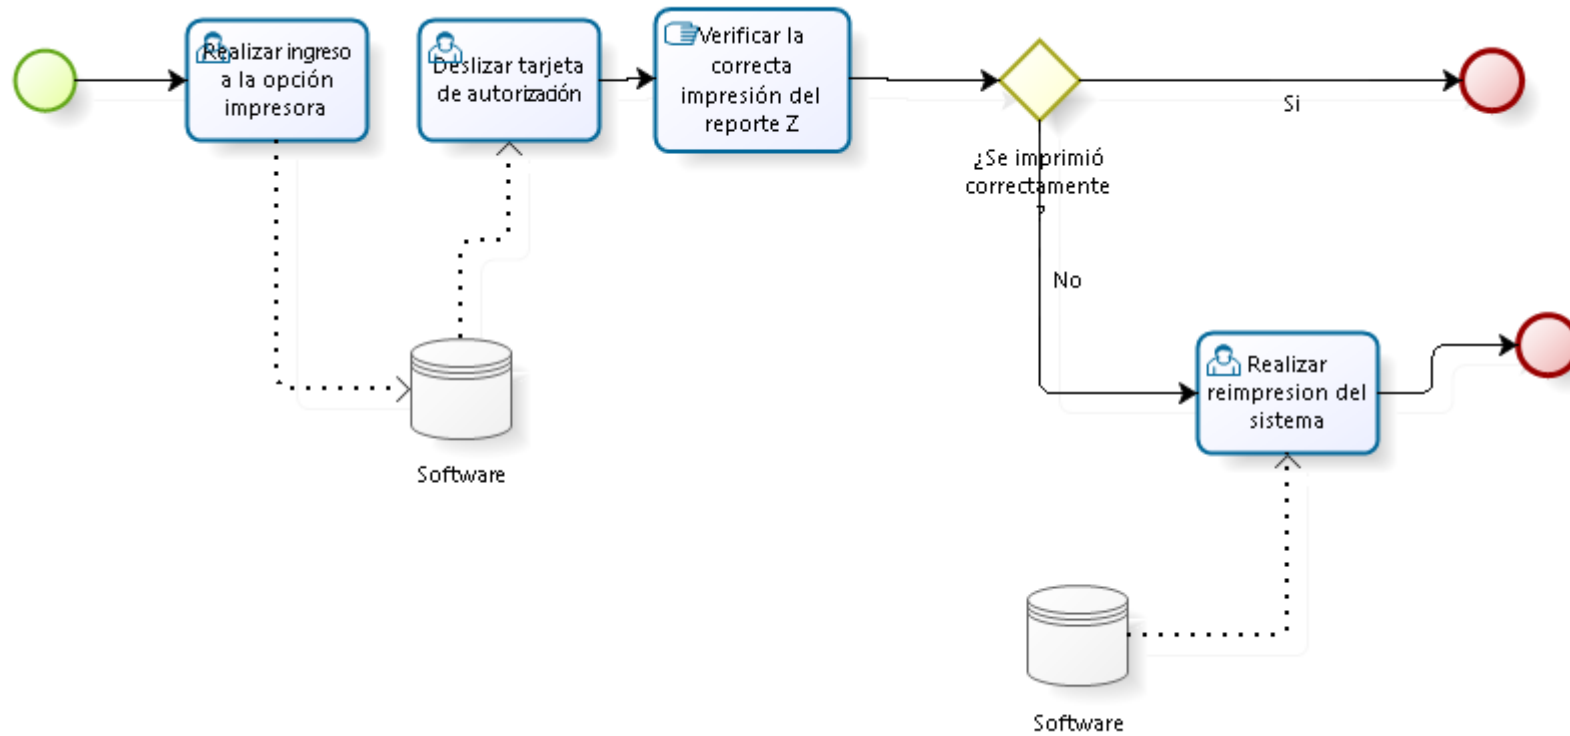 Realizar ingreso
a la opción
impresora
Deslizar tarjeta
de autorización
Verificar la
correcta
impresión del
reporte Z
Si
¿Se imprimió
correctamente
?
No
Realizar
reimpresion del
sistema
Software
Software